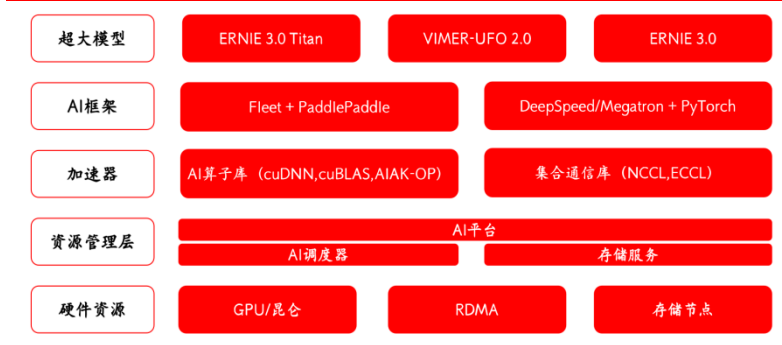 超大模型
ERNIE 3.0 Titan
VIMER-UFO 2.0
ERNIE 3.0
AI框架
Fleet + PaddlePaddle
DeepSpeed/Megatron + PyTorch
加速器
AI算子库（cuDNN,cuBLAS,AIAK-OP)
集合通信库（NCCL,ECCL）
资源管理层
AI平台
AI调度器
存储服务
硬件资源
GPU/昆仑
RDMA
存储节点